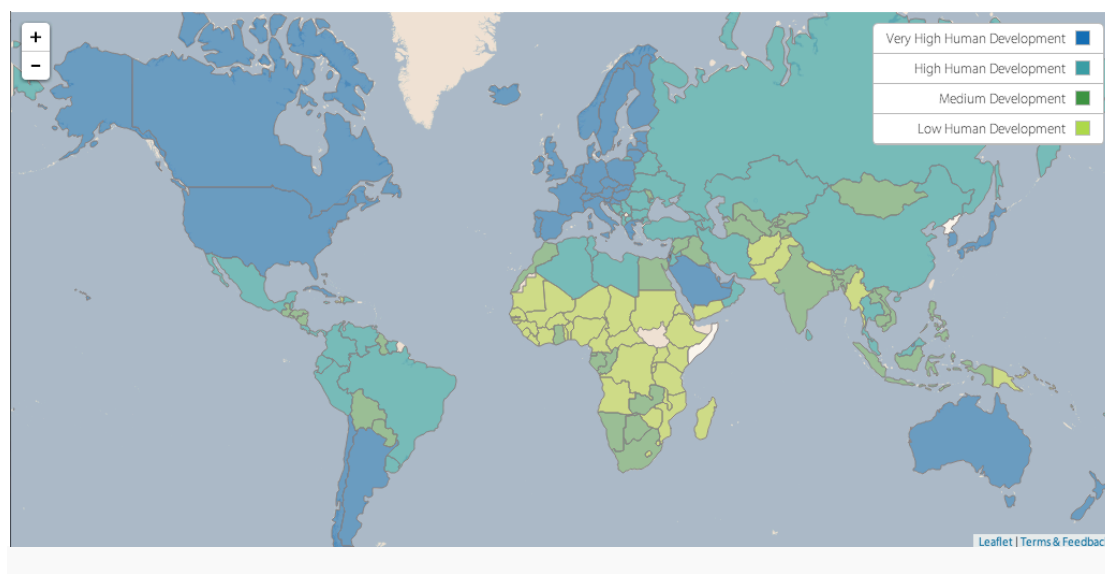 +
−
Very High Human Development
High Human Development
Medium Development
Low Human Development
Leaflet | Terms & Feedbac